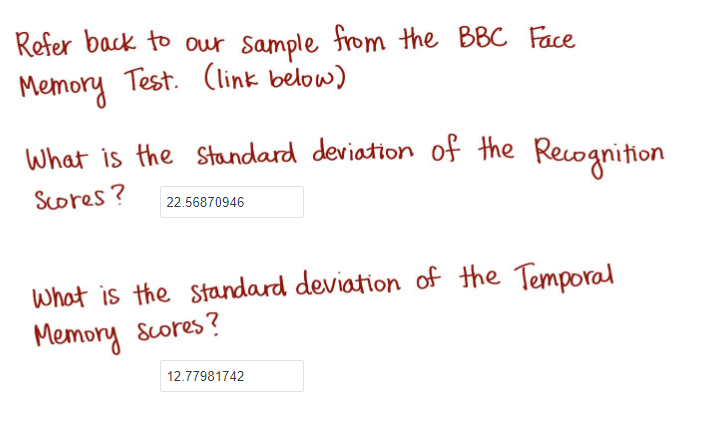 Refer back to our sample from the BBC Face
Memory Test. (link below)
What is the standard deviation of the Recognition
Scores? 22.56870946
What is the standard deviation of the Temporal
Memory scores?
12.77981742